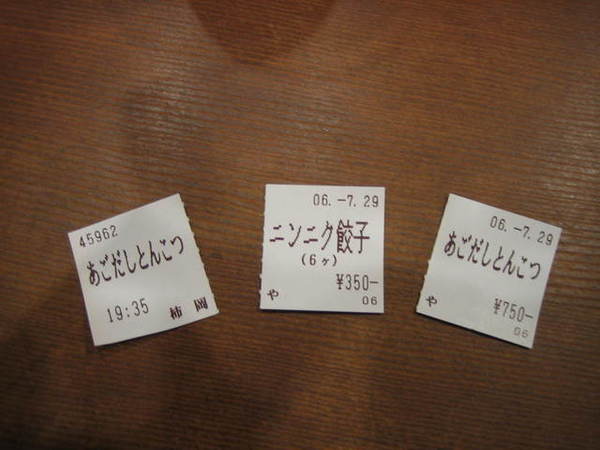 45962
あごだしとんこつ
19:35 柿岡
06.-7.29
ニンニク餃子
(6ヶ)
¥350-
や 06
06.-7.29
あごだしとんこつ
¥750-
や 06